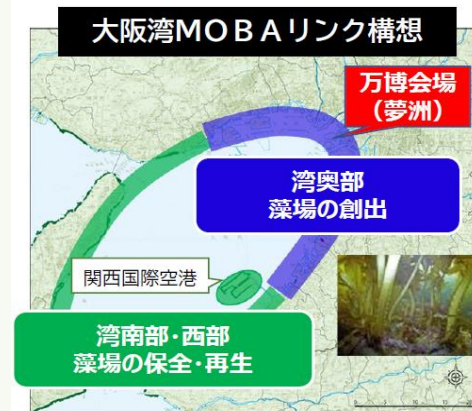 大阪湾MOBAリンク構想
万博会場
(夢洲)
湾奥部
藻場の創出
関西国際空港
湾南部・西部
藻場の保全・再生